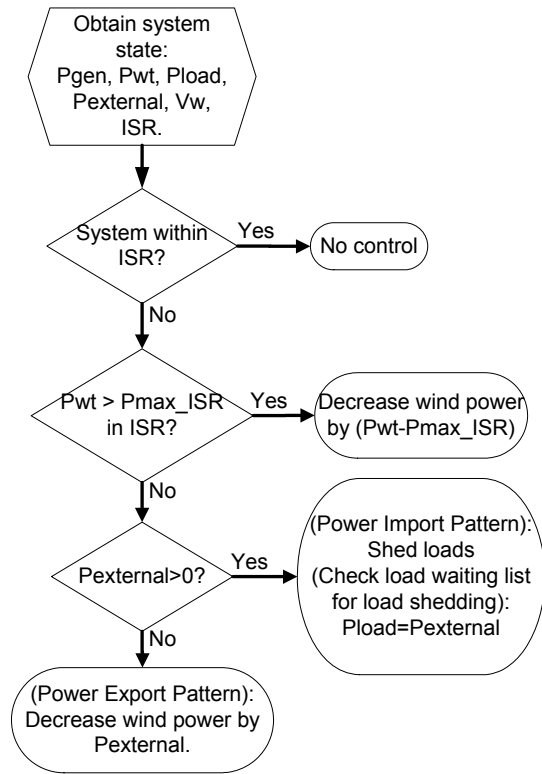 Obtain system
state:
Pgen, Pwt, Pload,
Pexternal, Vw,
ISR.
System within
ISR?
Yes
No control
No
Pwt > Pmax_ISR
in ISR?
Yes
Decrease wind power
by (Pwt-Pmax_ISR)
No
Pexternal>0?
Yes
(Power Import Pattern):
Shed loads
(Check load waiting list
for load shedding):
Pload=Pexternal
No
(Power Export Pattern):
Decrease wind power by
Pexternal.